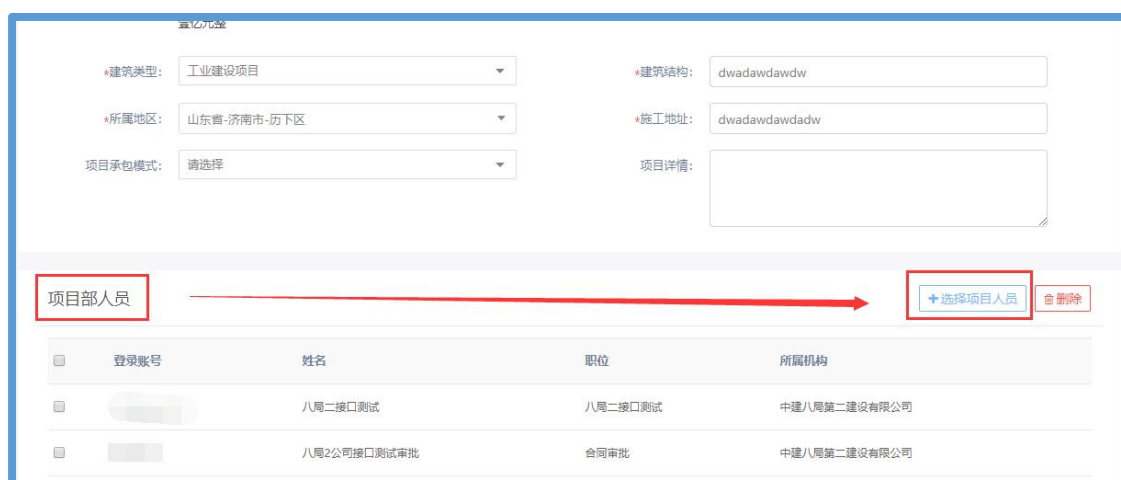 壹亿元整
*建筑类型: 工业建设项目 *建筑结构: dwadawdawdw
*所属地区: 山东省-济南市-历下区 *施工地址: dwadawdawdadw
项目承包模式: 请选择 项目详情:
项目部人员 +选择项目人员 删除
登录账号 姓名 职位 所属机构
八局二接口测试 八局二接口测试 中建八局第二建设有限公司
八局2公司接口测试审批 合同审批 中建八局第二建设有限公司